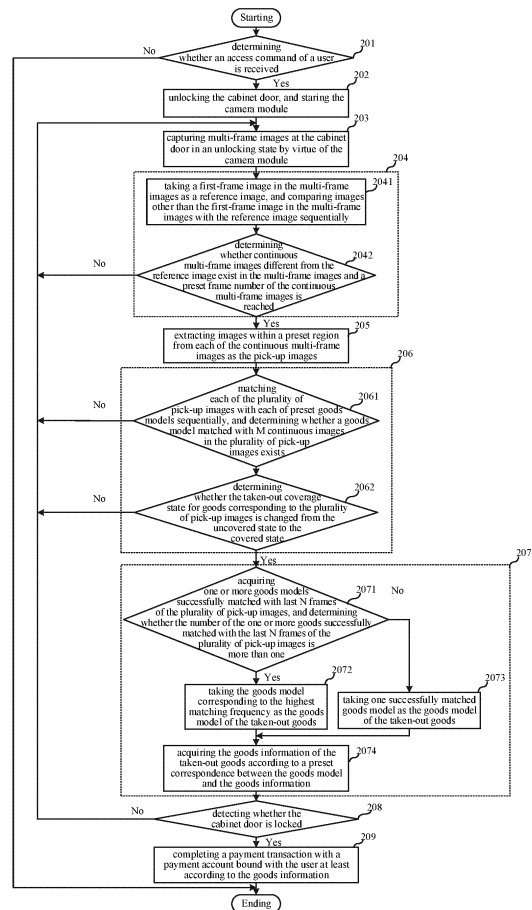 Starting
201
determining
whether an access command of a user
is received
No
Yes
202
unlocking the cabinet door, and staring the
camera module
203
capturing multi-frame images at the cabinet
door in an unlocking state by virtue of the
camera module
204
2041
taking a first-frame image in the multi-frame
images as a reference image, and comparing images
other than the first-frame image in the multi-frame
images with the reference image sequentially
2042
determining
whether continuous
multi-frame images different from the
reference image exist in the multi-frame images and a
preset frame number of the continuous
multi-frame images is
reached
No
Yes
205
extracting images within a preset region
from each of the continuous multi-frame
images as the pick-up images
206
2061
matching
each of the plurality of
pick-up images with each of preset goods
models sequentially, and determining whether a goods
model matched with M continuous images
in the plurality of pick-up
images exists
No
2062
determining
whether the taken-out coverage
state for goods corresponding to the plurality
of pick-up images is changed from the
uncovered state to the
covered state
No
Yes
207
2071
acquiring
one or more goods models
successfully matched with last N frames
of the plurality of pick-up images, and determining
whether the number of the one or more goods successfully
matched with the last N frames of the
plurality of pick-up images is
more than one
No
Yes
2072
taking the goods model
corresponding to the highest
matching frequency as the goods
model of the taken-out goods
2073
taking one successfully matched
goods model as the goods model
of the taken-out goods
2074
acquiring the goods information of the
taken-out goods according to a preset
correspondence between the goods model
and the goods information
208
detecting whether the
cabinet door is locked
No
Yes
209
completing a payment transaction with a
payment account bound with the user at least
according to the goods information
Ending